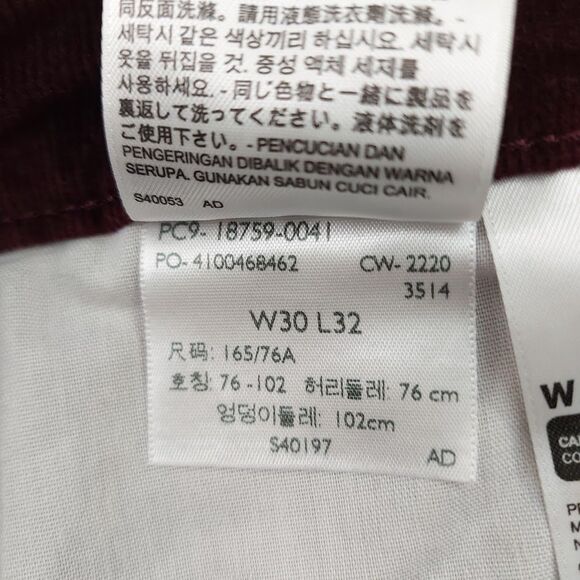 同反面洗滌. 請用液態洗衣劑洗滌. -
세탁시 같은 색상끼리 하십시요. 세탁시
옷을 뒤집을 것. 중성 액체 세제를
사용하세요. - 同じ色物と一緒に製品を
裏返して洗ってください。液体洗剤を
ご使用下さい。- PENCUCIAN DAN
PENGERINGAN DIBALIK DENGAN WARNA
SERUPA. GUNAKAN SABUN CUCI CAIR.
S40053 AD
PC9- 18759-0041
PO- 4100468462 CW- 2220
3514
W30 L32
尺码: 165/76A
호칭: 76 -102 허리둘레: 76 cm
엉덩이둘레: 102cm
S40197 AD
W
CA
CO
M
N